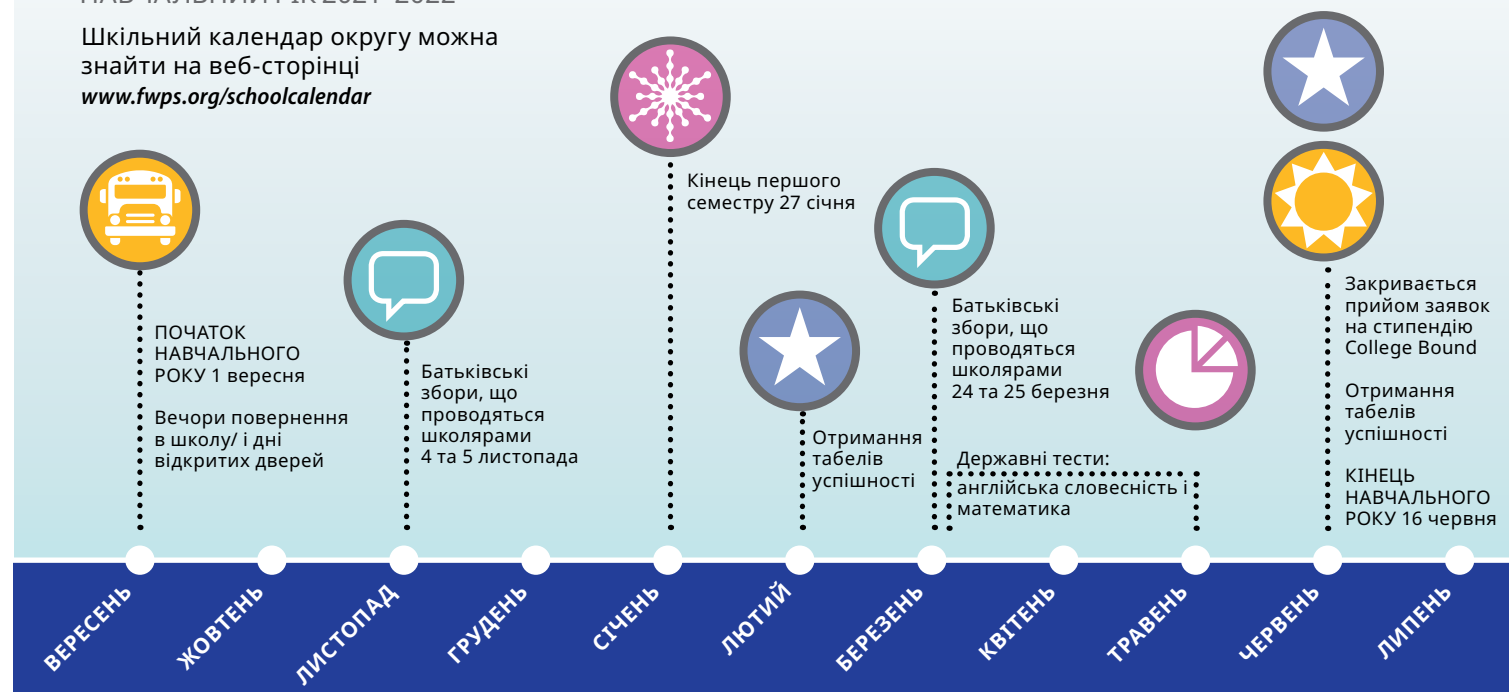 НАВЧАЛЬНИЙ РІК 2021–2022
Шкільний календар округу можна
знайти на веб-сторінці
www.fwps.org/schoolcalendar
ПОЧАТОК
НАВЧАЛЬНОГО
РОКУ 1 вересня
Вечори повернення
в школу/ і дні
відкритих дверей
Батьківські
збори, що
проводяться
школярами
4 та 5 листопада
Кінець першого
семестру 27 січня
Отримання
табелів
успішності
Батьківські
збори, що
проводяться
школярами
24 та 25 березня
Державні тести:
англійська словесність і
математика
Закривається
прийом заявок
на стипендію
College Bound
Отримання
табелів
успішності
КІНЕЦЬ
НАВЧАЛЬНОГО
РОКУ 16 червня
ВЕРЕСЕНЬ
ЖОВТЕНЬ
ЛИСТОПАД
ГРУДЕНЬ
СІЧЕНЬ
ЛЮТИЙ
БЕРЕЗЕНЬ
КВІТЕНЬ
ТРАВЕНЬ
ЧЕРВЕНЬ
ЛИПЕНЬ